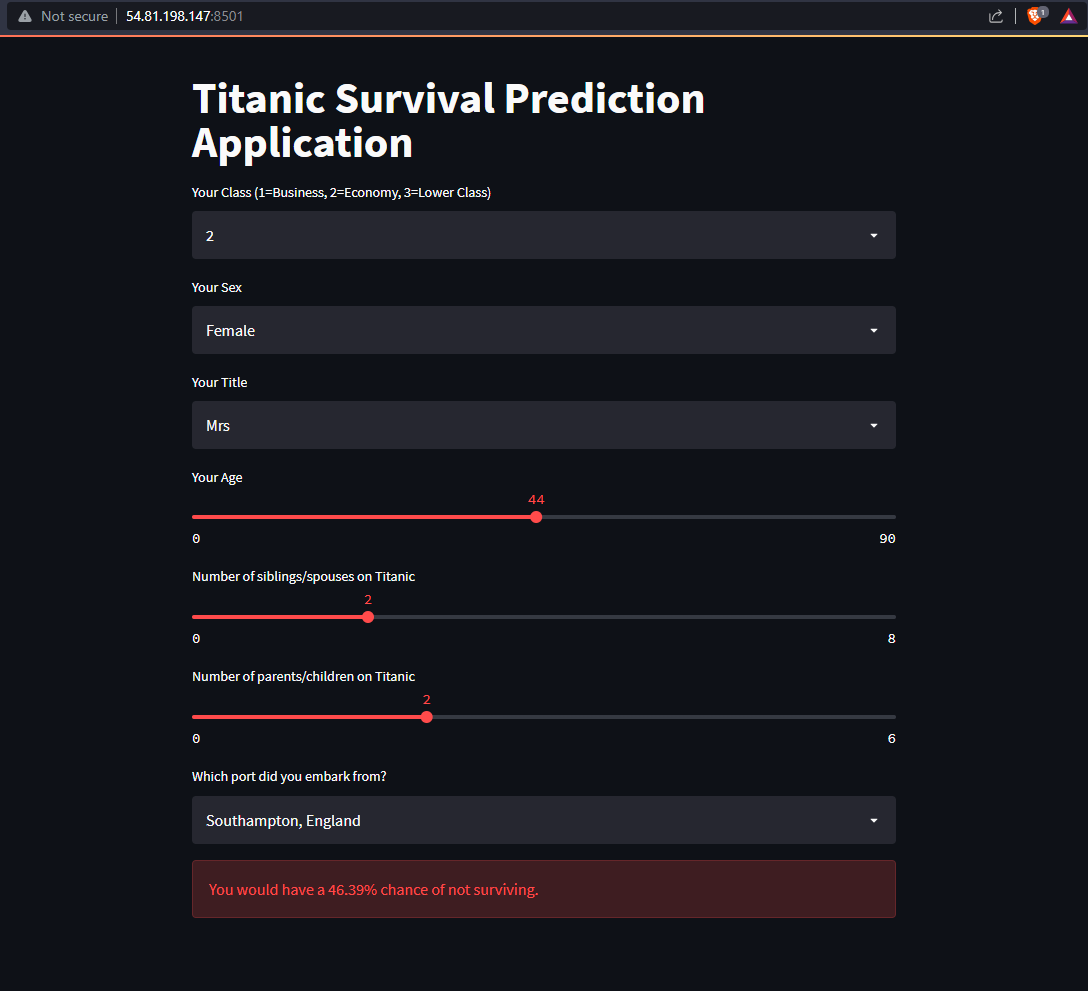 Not secure 54.81.198.147:8501 1
Titanic Survival Prediction
Application
Your Class (1=Business, 2=Economy, 3=Lower Class)
2
Your Sex
Female
Your Title
Mrs
Your Age
44
0 90
Number of siblings/spouses on Titanic
2
0 8
Number of parents/children on Titanic
2
0 6
Which port did you embark from?
Southampton, England
You would have a 46.39% chance of not surviving.